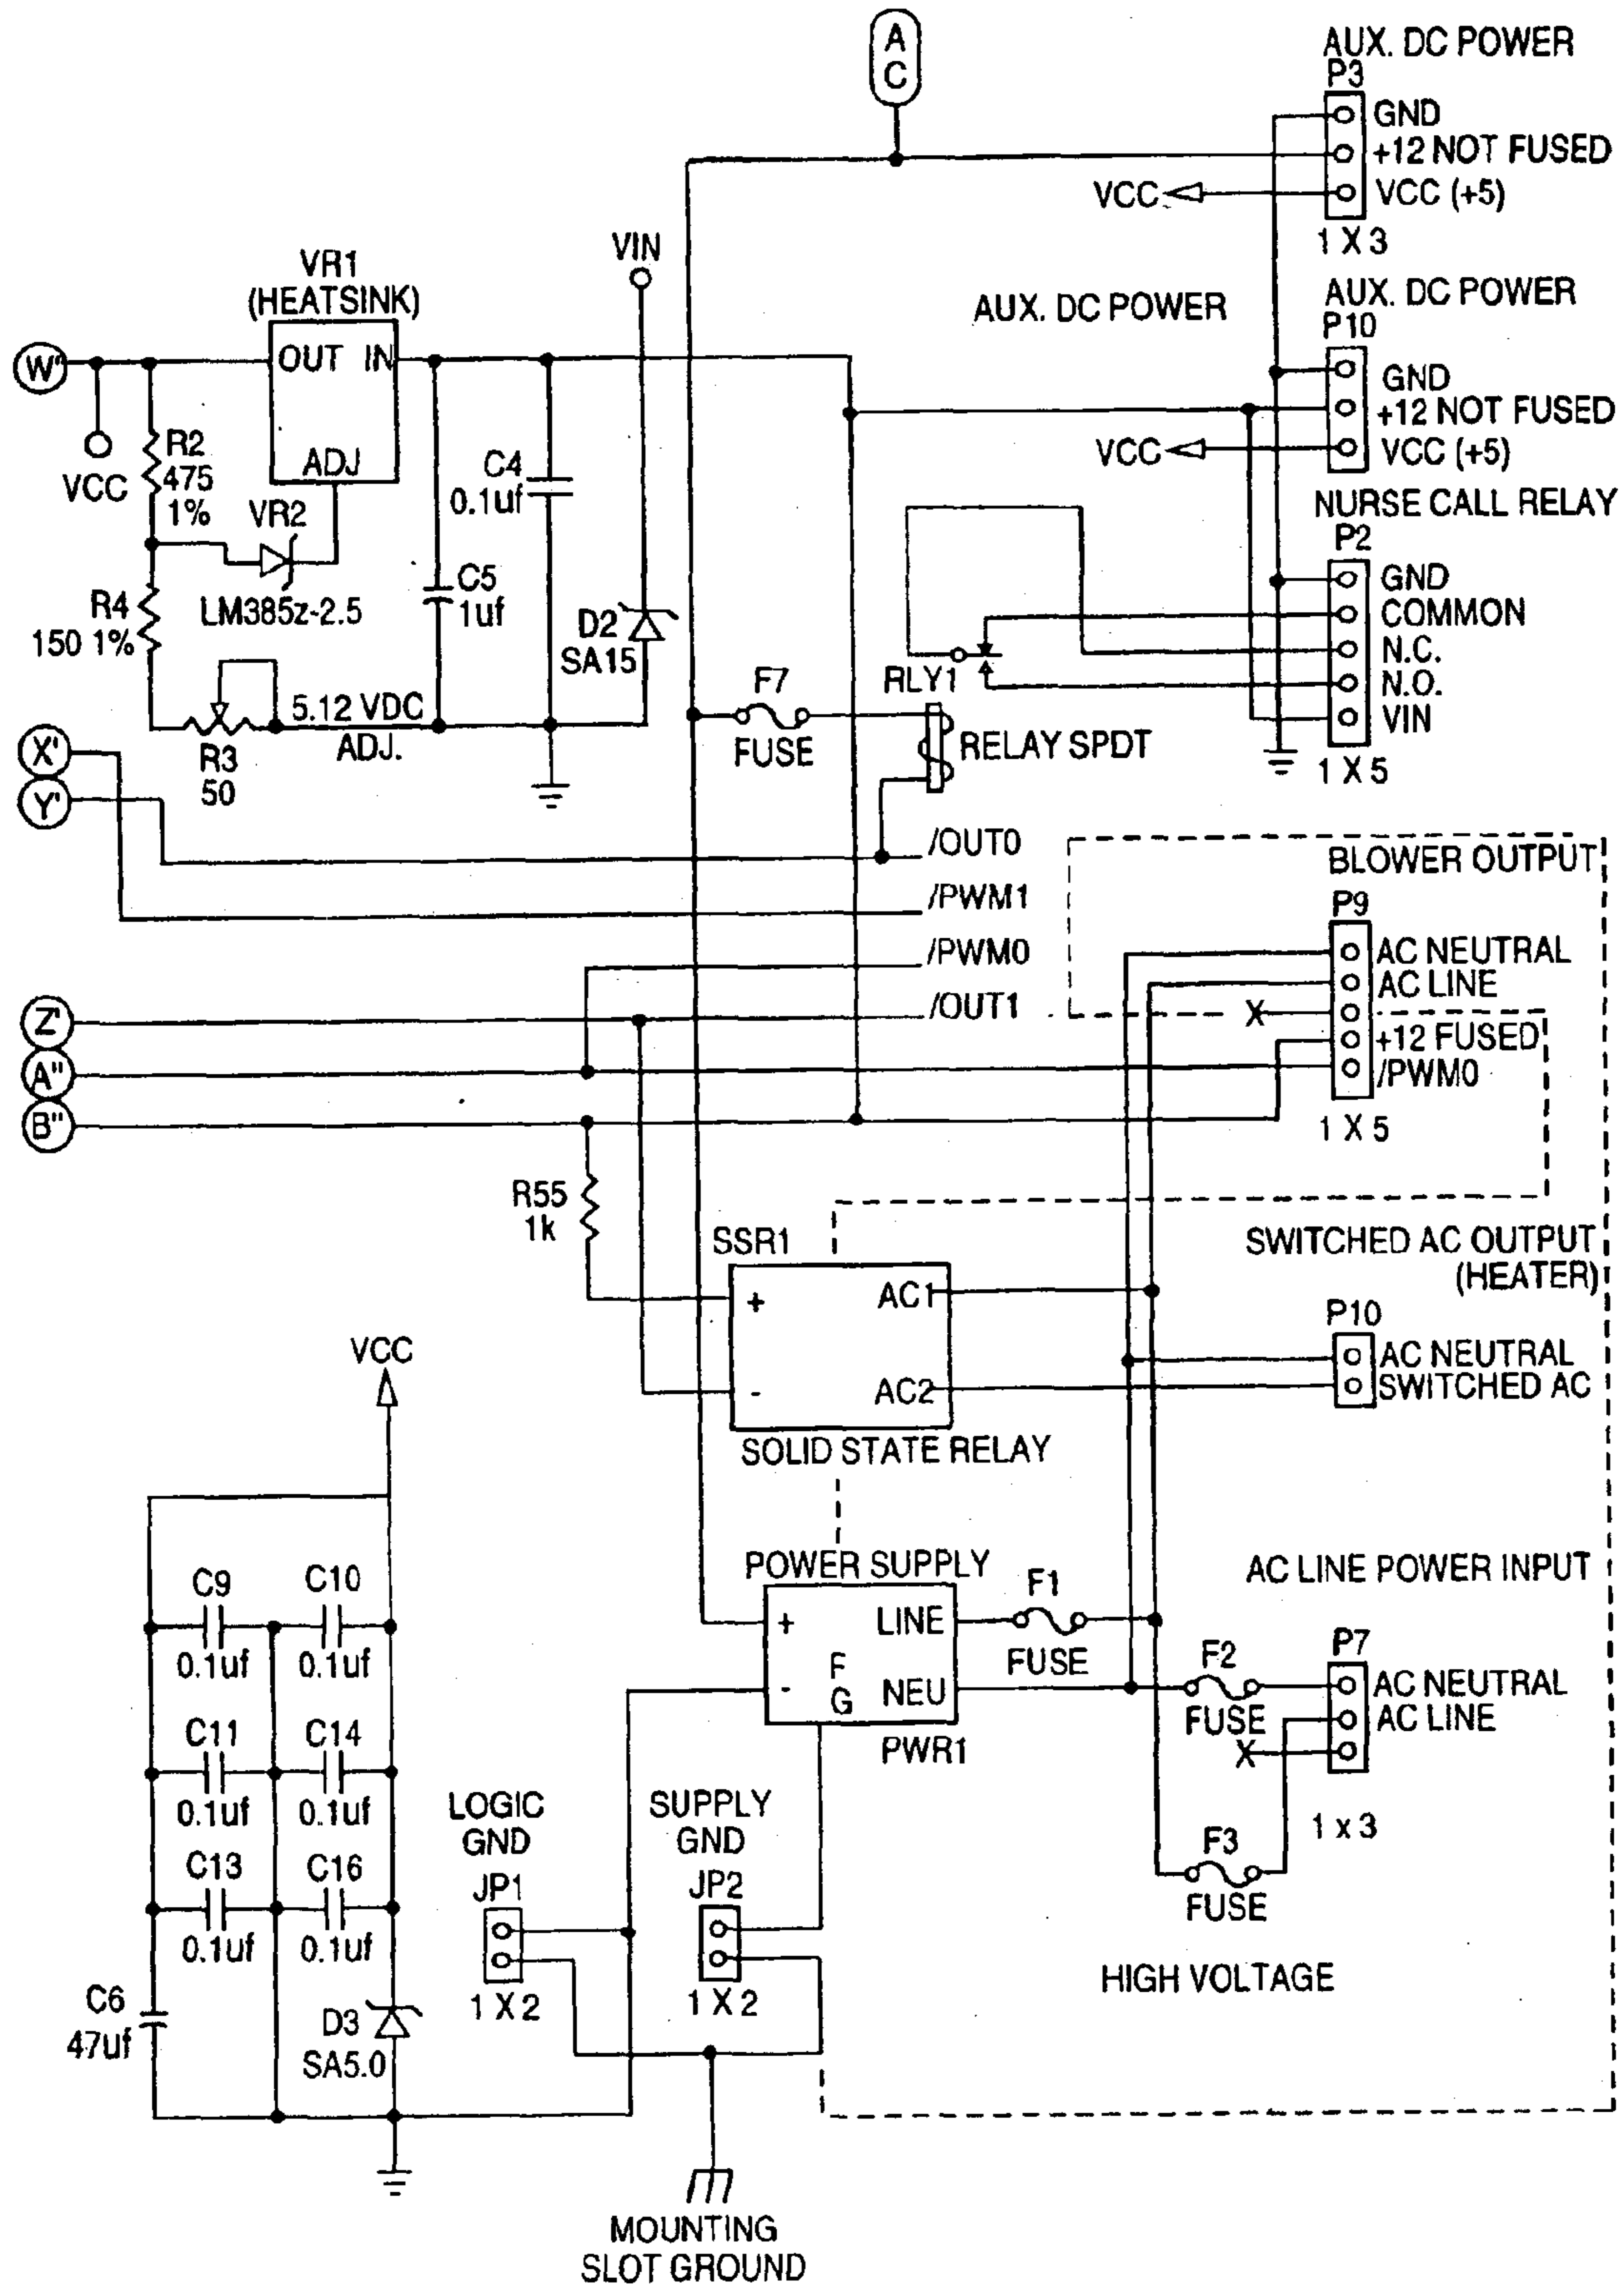 A
C
AUX. DC POWER
P3
GND
+12 NOT FUSED
VCC
VCC (+5)
1 X 3
VIN
VR1
(HEATSINK)
AUX. DC POWER
AUX. DC POWER
P10
W'
OUT IN
ADJ
VCC
R2
475
1%
VR2
LM385z-2.5
C4
0.1uf
C5
1uf
GND
+12 NOT FUSED
VCC
VCC (+5)
NURSE CALL RELAY
P2
GND
COMMON
N.C.
N.O.
VIN
1 X 5
R4
150 1%
D2
SA15
RLY1
F7
FUSE
RELAY SPDT
5.12 VDC
ADJ.
R3
50
X'
Y'
/OUT0
/PWM1
/PWM0
/OUT1
BLOWER OUTPUT
P9
AC NEUTRAL
AC LINE
X
+12 FUSED
/PWM0
1 X 5
Z'
A"
B"
R55
1k
SSR1
+
AC1
-
AC2
SOLID STATE RELAY
SWITCHED AC OUTPUT
(HEATER)
P10
AC NEUTRAL
SWITCHED AC
VCC
POWER SUPPLY
+
LINE
-
F
G
NEU
PWR1
F1
FUSE
AC LINE POWER INPUT
P7
F2
FUSE
AC NEUTRAL
AC LINE
X
1 x 3
F3
FUSE
C9
0.1uf
C10
0.1uf
C11
0.1uf
C14
0.1uf
C13
0.1uf
C16
0.1uf
C6
47uf
D3
SA5.0
LOGIC
GND
JP1
1 X 2
SUPPLY
GND
JP2
1 X 2
HIGH VOLTAGE
MOUNTING
SLOT GROUND